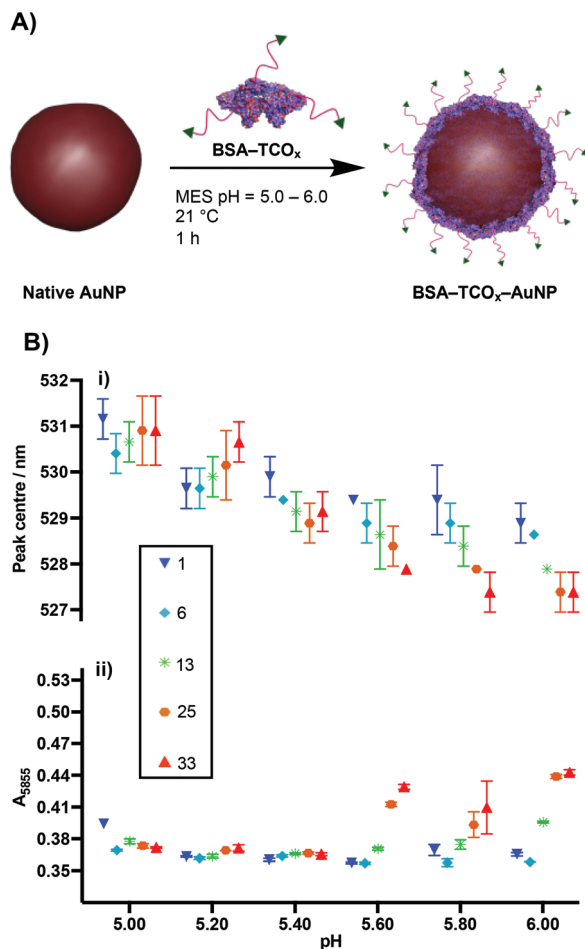 A)
BSA–TCOₓ
MES pH = 5.0 – 6.0
21 °C
1 h
Native AuNP
BSA–TCOₓ–AuNP
B)
i)
532
531
530
529
528
527
Peak centre / nm
1
6
13
25
33
ii)
0.53
0.50
0.47
0.44
0.41
0.38
0.35
A₅₈₅₅
5.00
5.20
5.40
5.60
5.80
6.00
pH